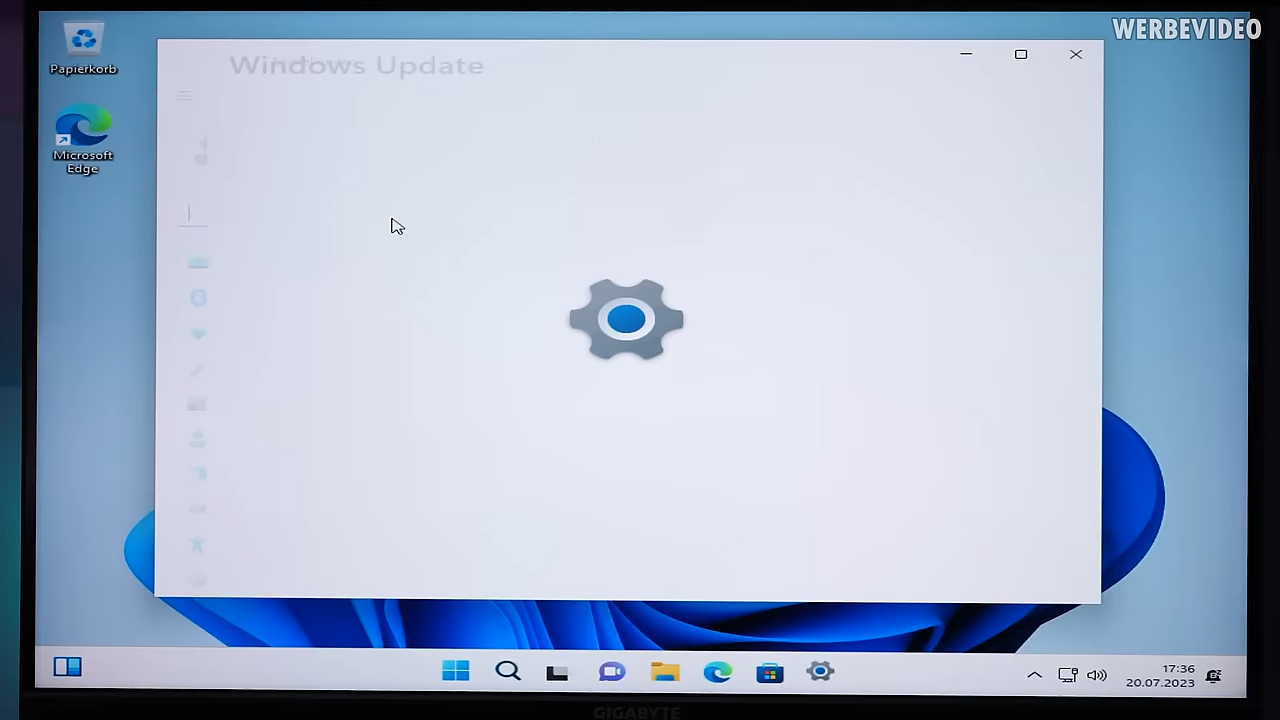 WERBEVIDEO
Papierkorb
Microsoft
Edge
Windows Update
17:36
20.07.2023
GIGABYTE